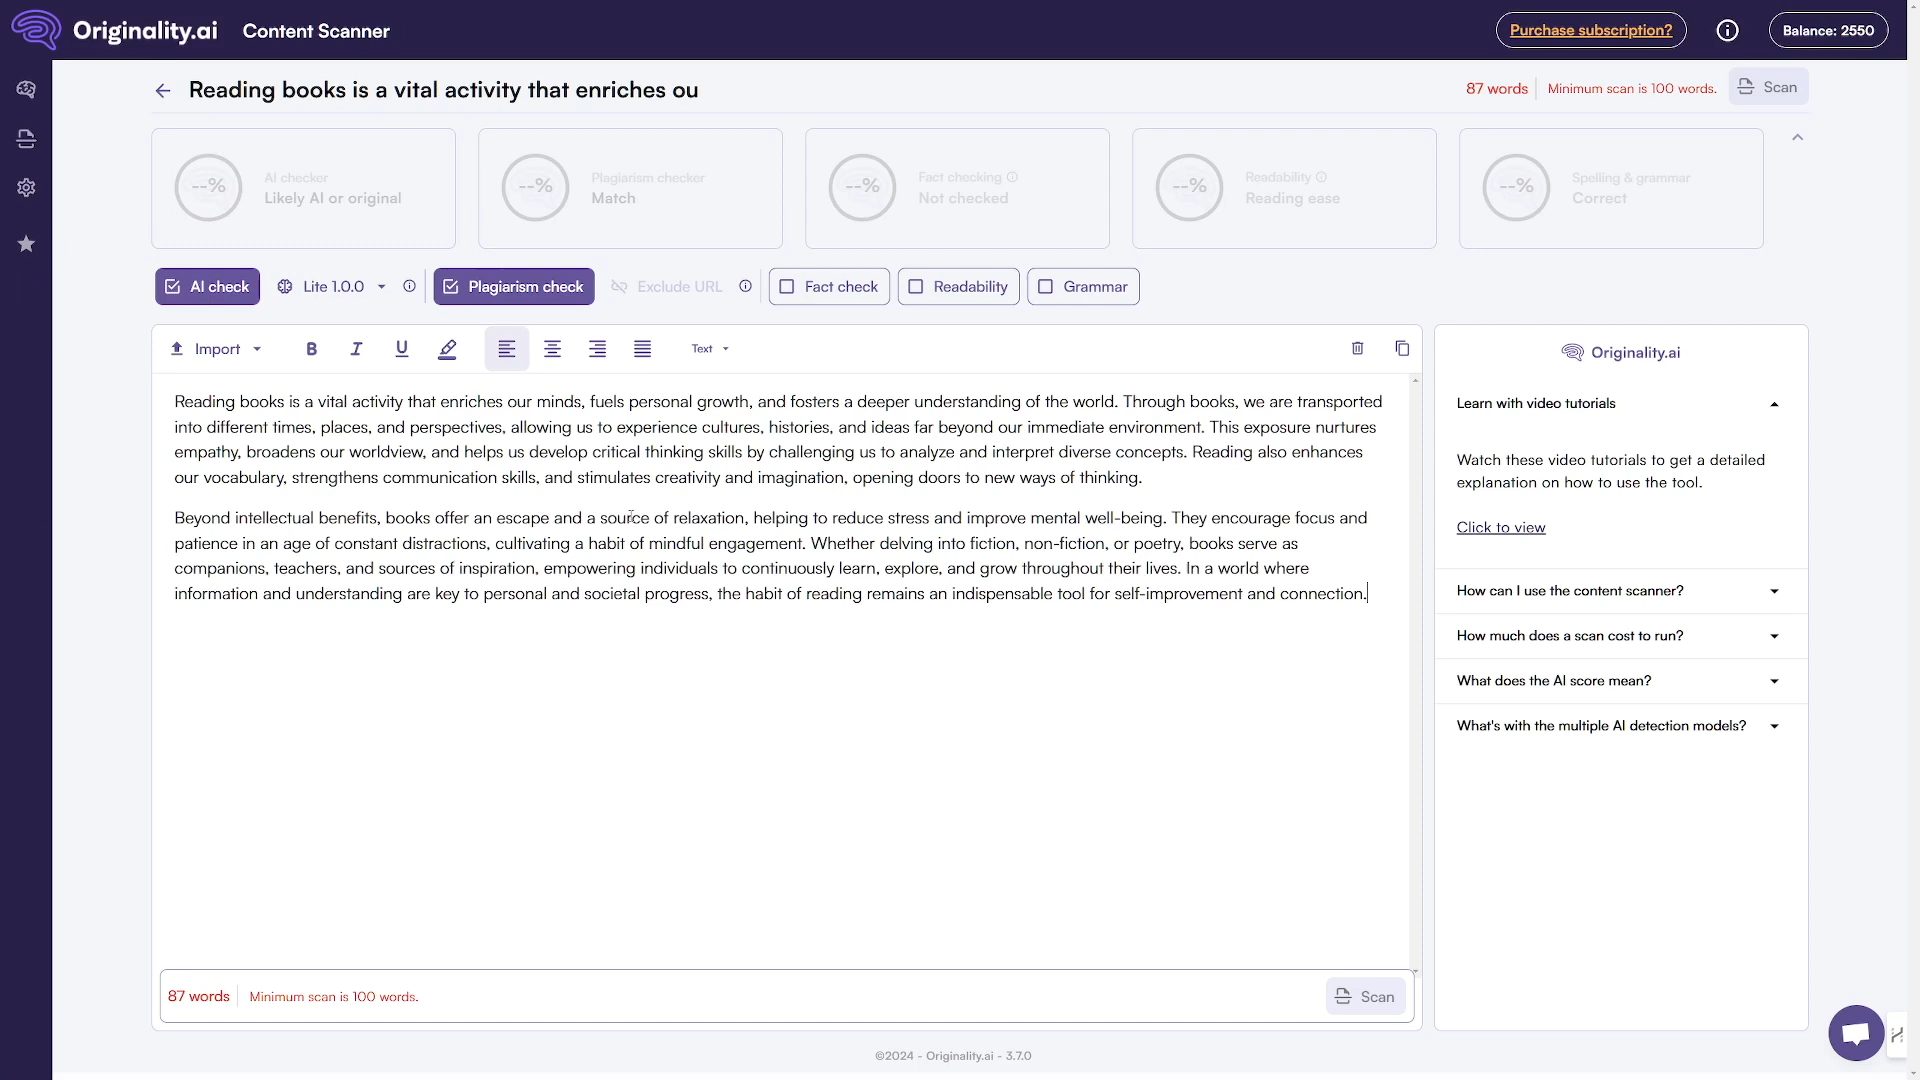 Originality.ai Content Scanner Purchase subscription? Balance: 2550
Reading books is a vital activity that enriches ou
87 words Minimum scan is 100 words. Scan
--% AI checker Likely AI or original
--% Plagiarism checker Match
--% Fact checking Not checked
--% Readability Reading ease
--% Spelling & grammar Correct
AI check Lite 1.0.0 Plagiarism check Exclude URL Fact check Readability Grammar
Import B I U Text
Reading books is a vital activity that enriches our minds, fuels personal growth, and fosters a deeper understanding of the world. Through books, we are transported
into different times, places, and perspectives, allowing us to experience cultures, histories, and ideas far beyond our immediate environment. This exposure nurtures
empathy, broadens our worldview, and helps us develop critical thinking skills by challenging us to analyze and interpret diverse concepts. Reading also enhances
our vocabulary, strengthens communication skills, and stimulates creativity and imagination, opening doors to new ways of thinking.
Beyond intellectual benefits, books offer an escape and a source of relaxation, helping to reduce stress and improve mental well-being. They encourage focus and
patience in an age of constant distractions, cultivating a habit of mindful engagement. Whether delving into fiction, non-fiction, or poetry, books serve as
companions, teachers, and sources of inspiration, empowering individuals to continuously learn, explore, and grow throughout their lives. In a world where
information and understanding are key to personal and societal progress, the habit of reading remains an indispensable tool for self-improvement and connection.
87 words Minimum scan is 100 words. Scan
Originality.ai
Learn with video tutorials
Watch these video tutorials to get a detailed
explanation on how to use the tool.
Click to view
How can I use the content scanner?
How much does a scan cost to run?
What does the AI score mean?
What's with the multiple AI detection models?
©2024 - Originality.ai - 3.7.0